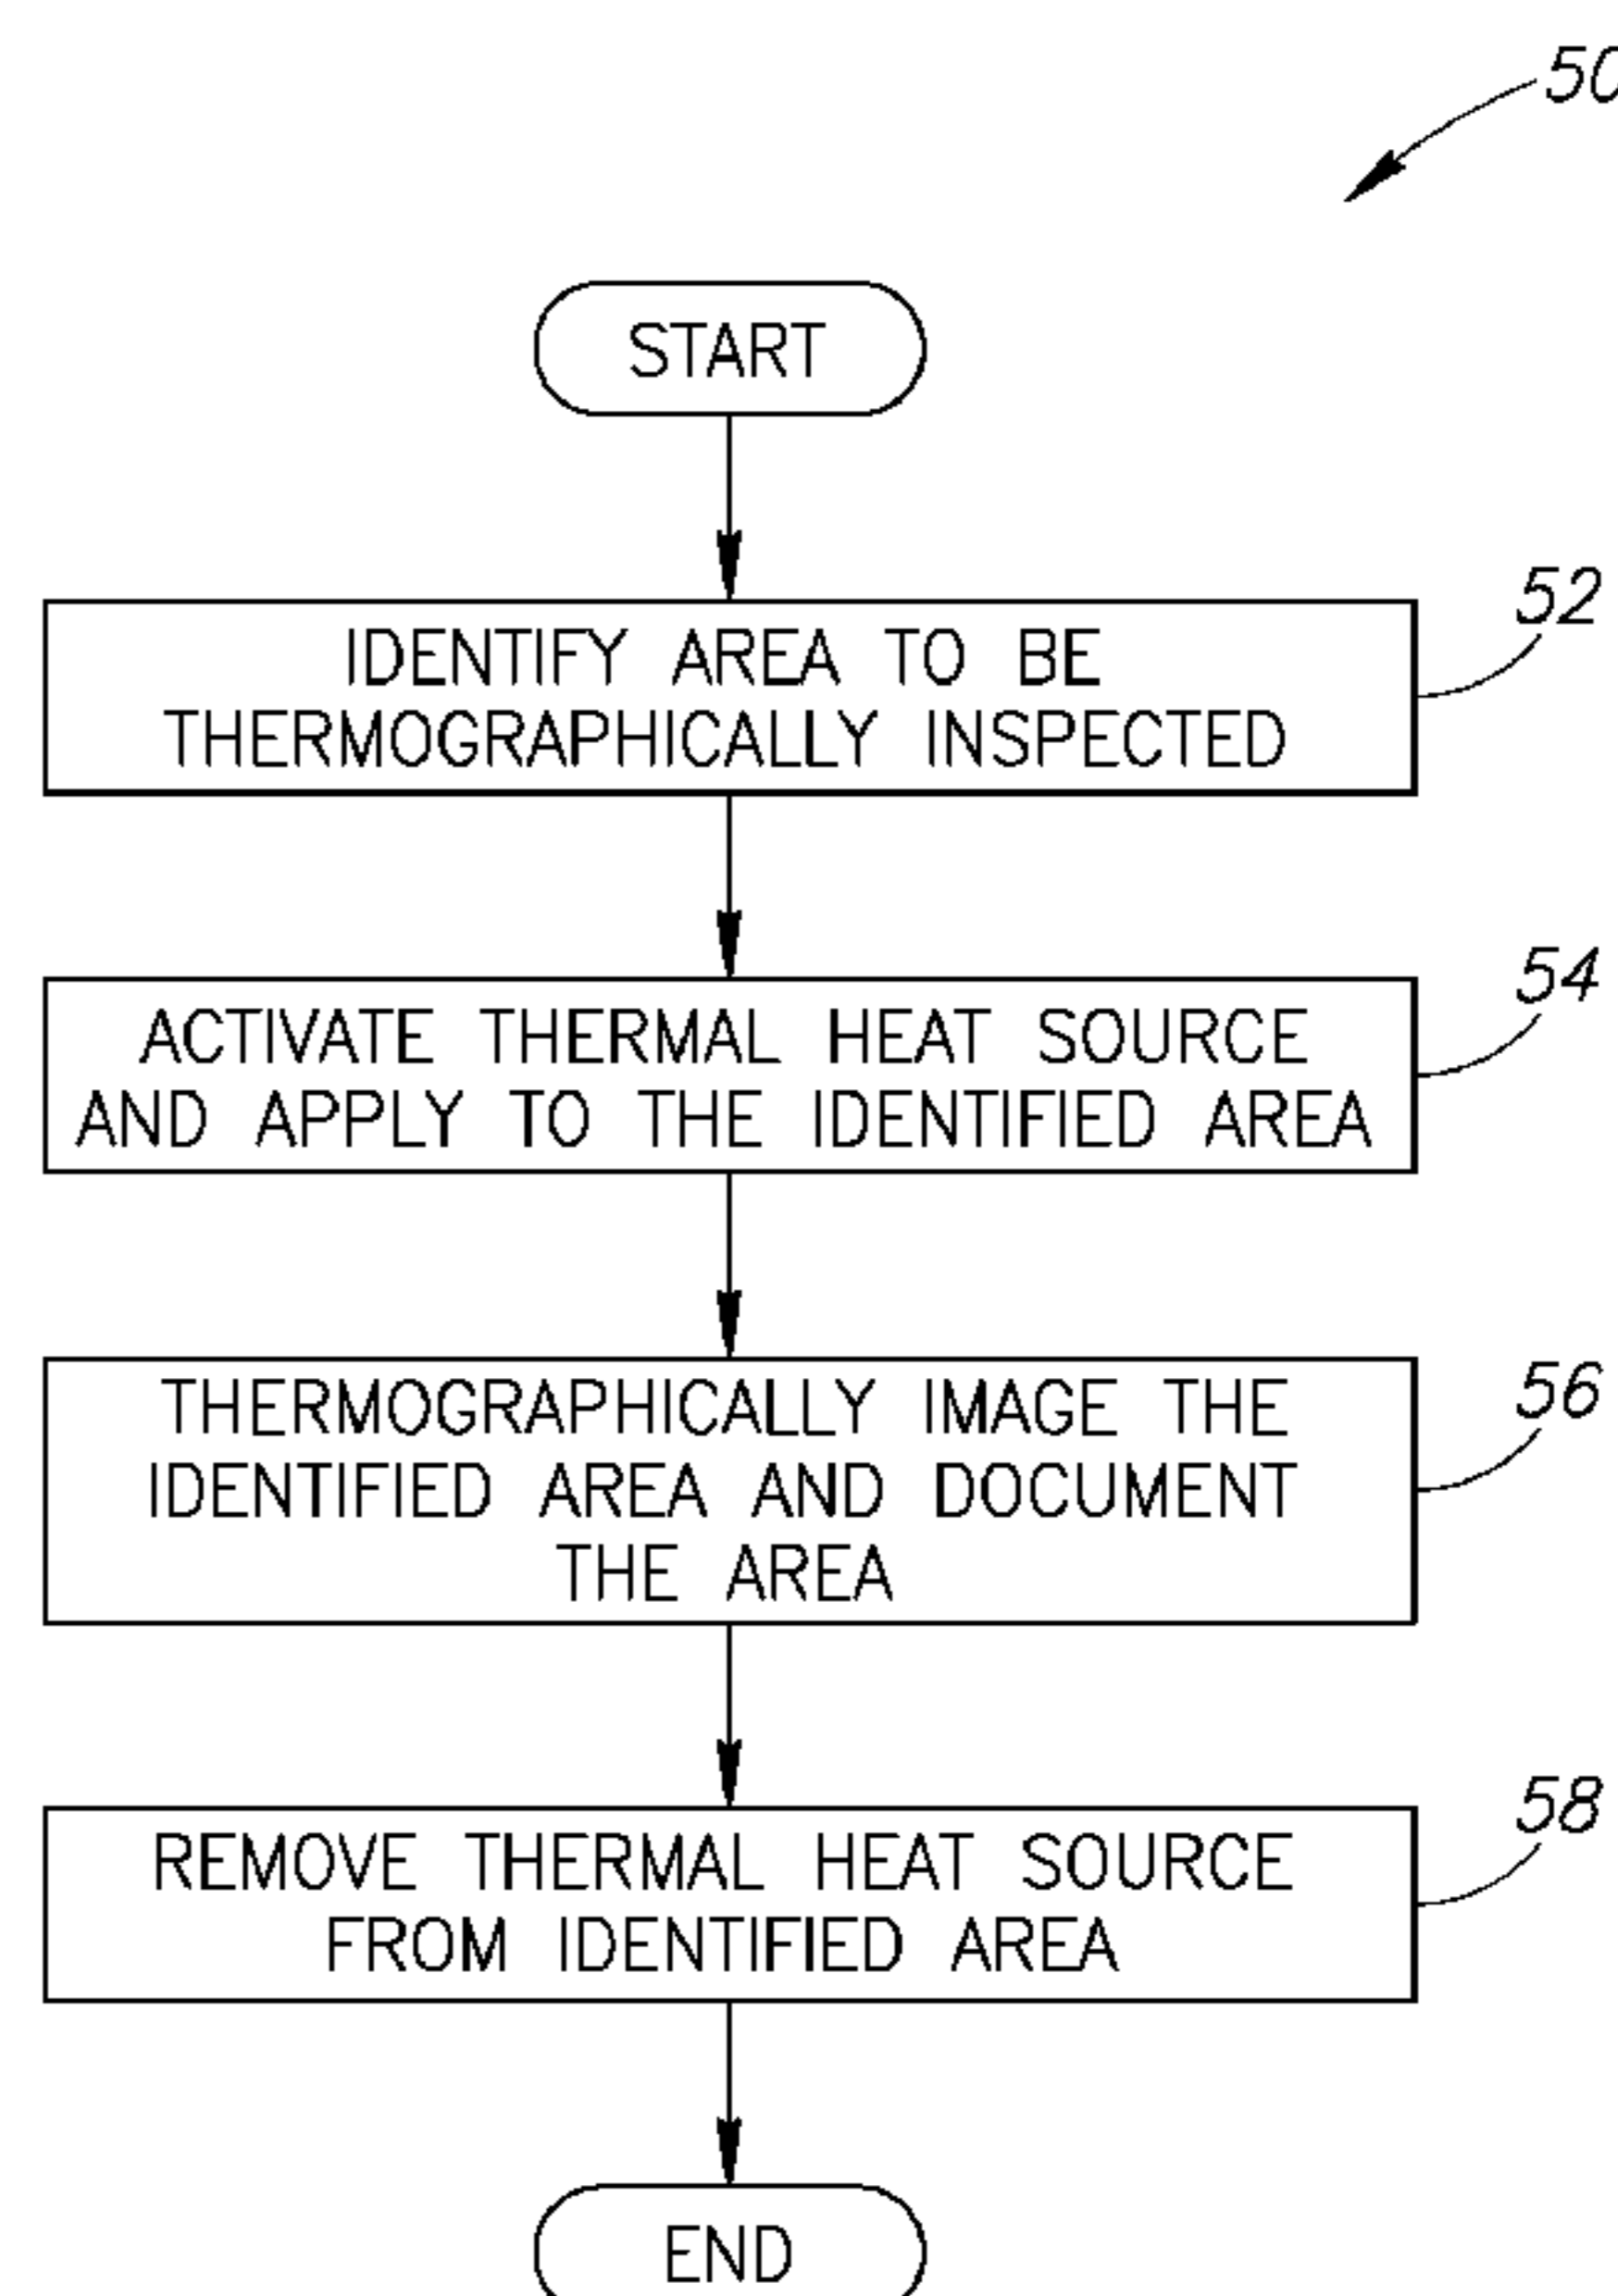 50
START
52
IDENTIFY AREA TO BE
THERMOGRAPHICALLY INSPECTED
54
ACTIVATE THERMAL HEAT SOURCE
AND APPLY TO THE IDENTIFIED AREA
56
THERMOGRAPHICALLY IMAGE THE
IDENTIFIED AREA AND DOCUMENT
THE AREA
58
REMOVE THERMAL HEAT SOURCE
FROM IDENTIFIED AREA
END